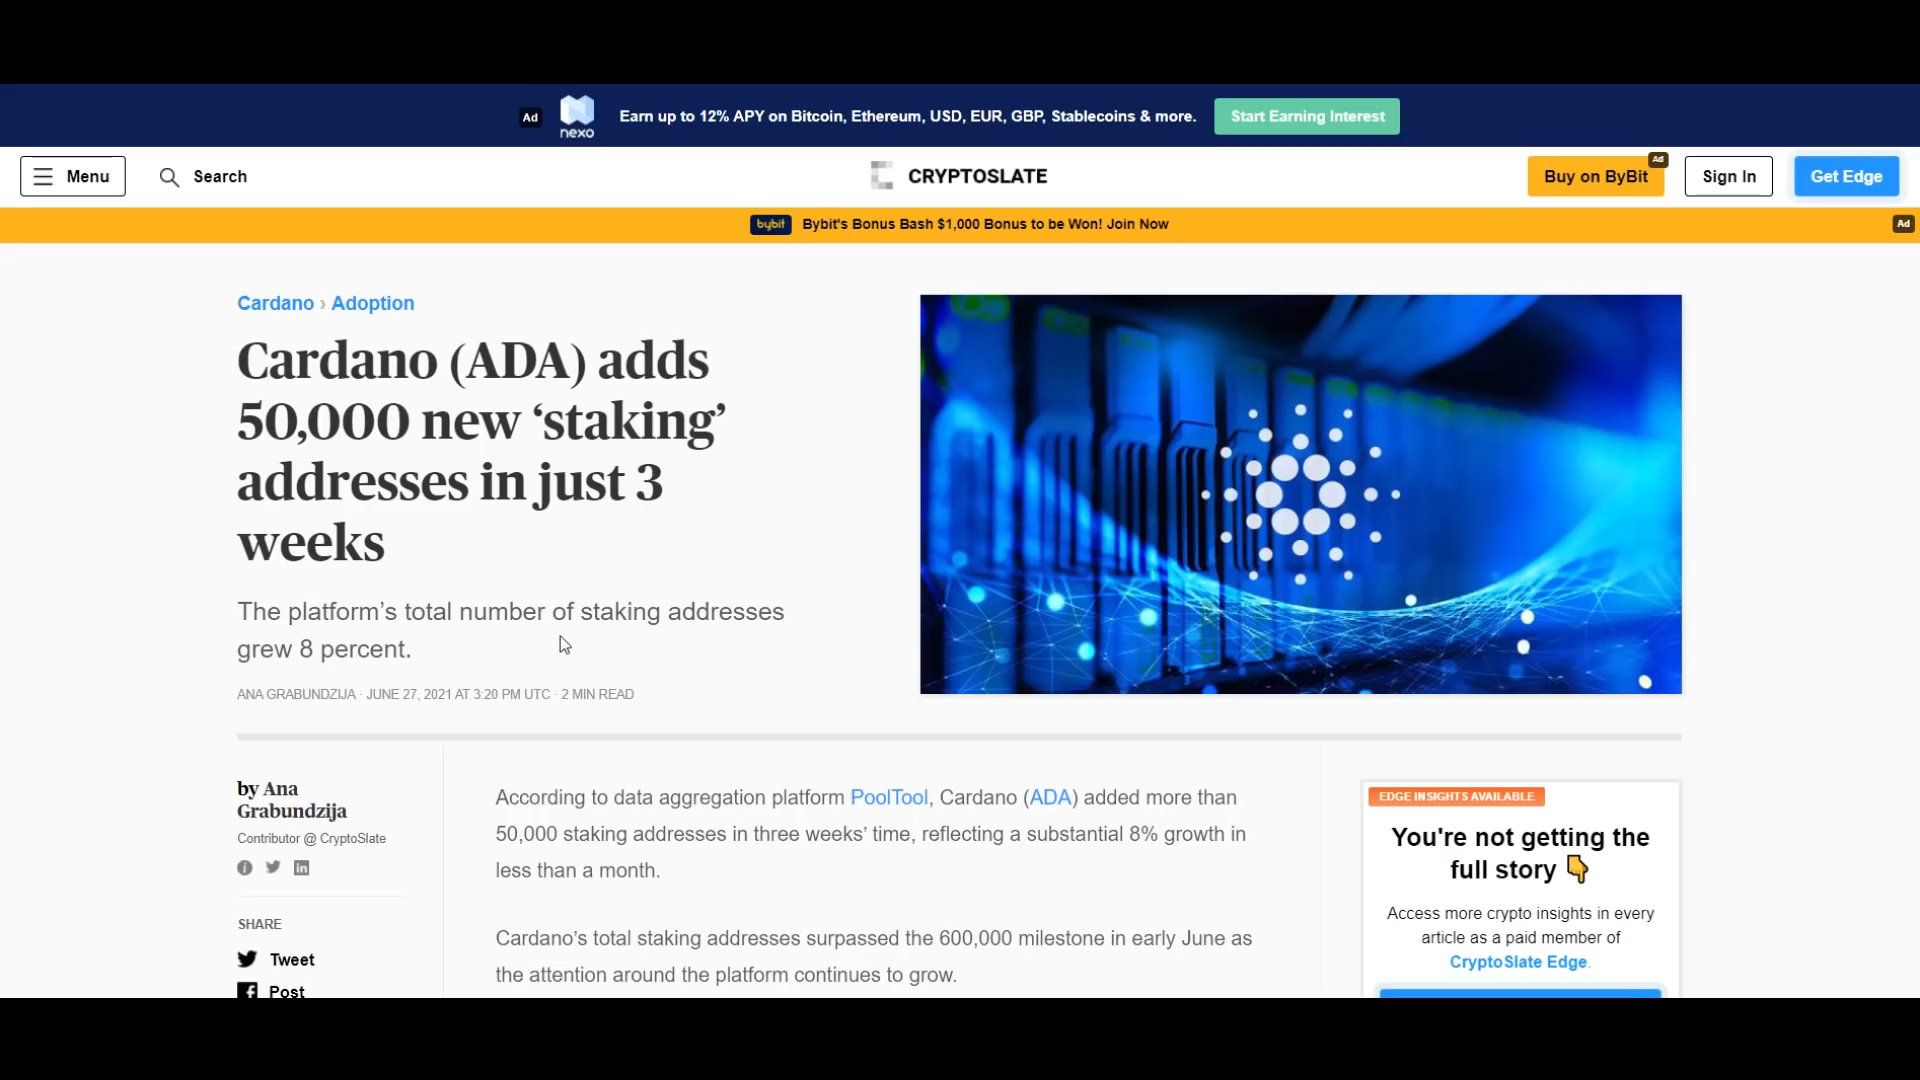 Ad
nexo
Earn up to 12% APY on Bitcoin, Ethereum, USD, EUR, GBP, Stablecoins & more.
Start Earning Interest
Menu
Search
CRYPTOSLATE
Buy on ByBit
Ad
Sign In
Get Edge
bybit
Bybit's Bonus Bash $1,000 Bonus to be Won! Join Now
Ad
Cardano › Adoption
Cardano (ADA) adds
50,000 new ‘staking’
addresses in just 3
weeks
The platform’s total number of staking addresses
grew 8 percent.
ANA GRABUNDZIJA · JUNE 27, 2021 AT 3:20 PM UTC · 2 MIN READ
by Ana
Grabundzija
Contributor @ CryptoSlate
SHARE
Tweet
Post
According to data aggregation platform PoolTool, Cardano (ADA) added more than
50,000 staking addresses in three weeks’ time, reflecting a substantial 8% growth in
less than a month.
Cardano’s total staking addresses surpassed the 600,000 milestone in early June as
the attention around the platform continues to grow.
EDGE INSIGHTS AVAILABLE
You're not getting the
full story 👇
Access more crypto insights in every
article as a paid member of
CryptoSlate Edge.